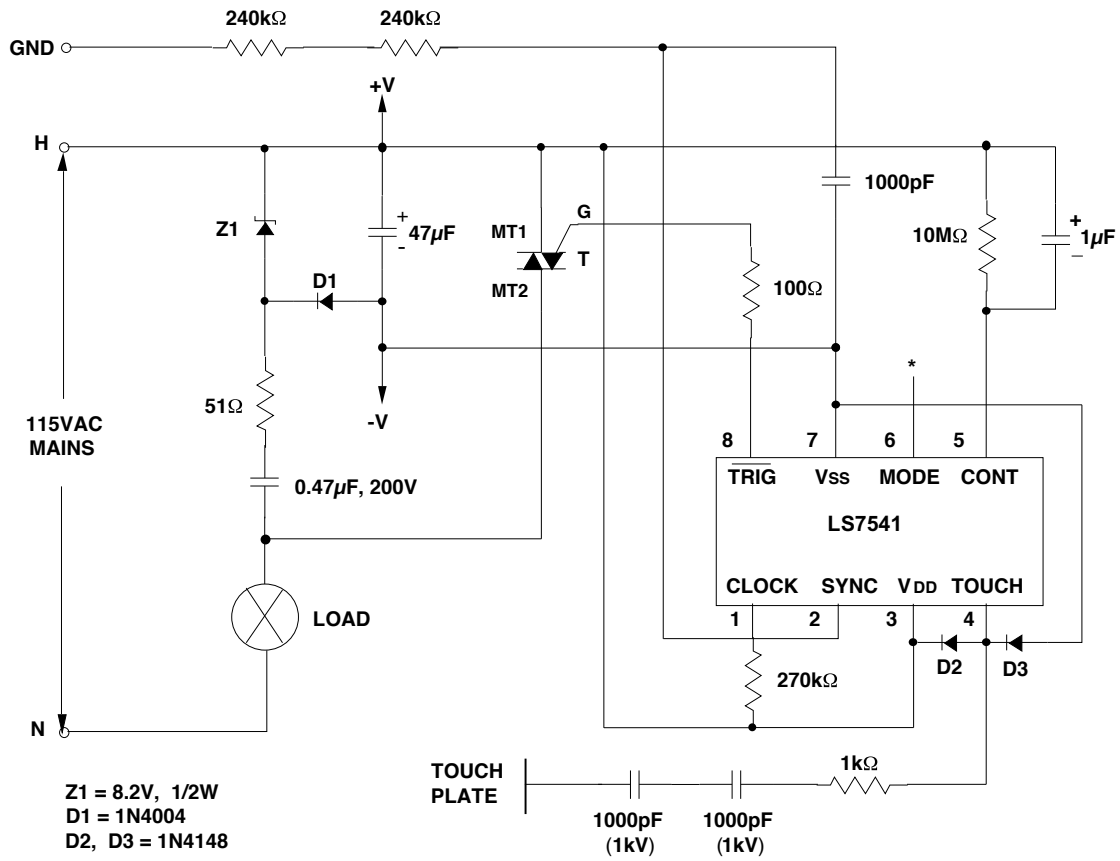 240kΩ 240kΩ
GND
+V
H
1000pF
G
Z1
+
47µF
-
MT1
T
10MΩ
+
1µF
–
D1
MT2
100Ω
*
51Ω
-V
115VAC
MAINS
8 7 6 5
0.47µF, 200V
TRIG VSS MODE CONT
LS7541
CLOCK SYNC VDD TOUCH
LOAD
1 2 3 4
D2 D3
270kΩ
N
1kΩ
TOUCH
PLATE
Z1 = 8.2V, 1/2W
D1 = 1N4004
D2, D3 = 1N4148
1000pF 1000pF
(1kV) (1kV)